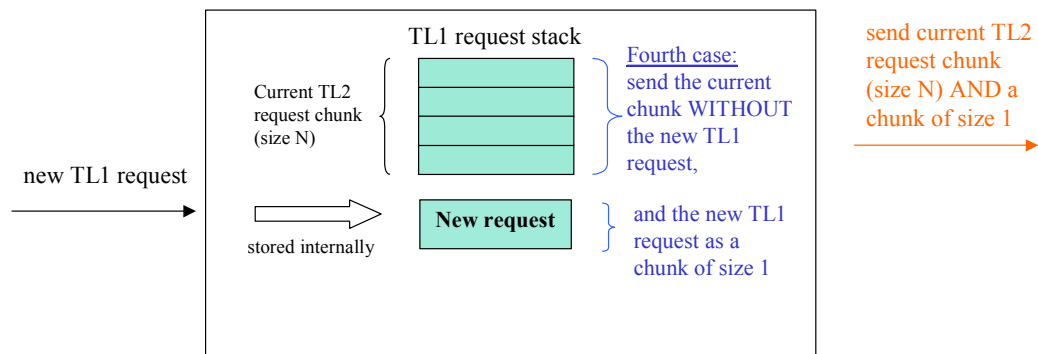 TL1 request stack
Current TL2
request chunk
(size N)
Fourth case:
send the current
chunk WITHOUT
the new TL1
request,
send current TL2
request chunk
(size N) AND a
chunk of size 1
new TL1 request
stored internally
New request
and the new TL1
request as a
chunk of size 1